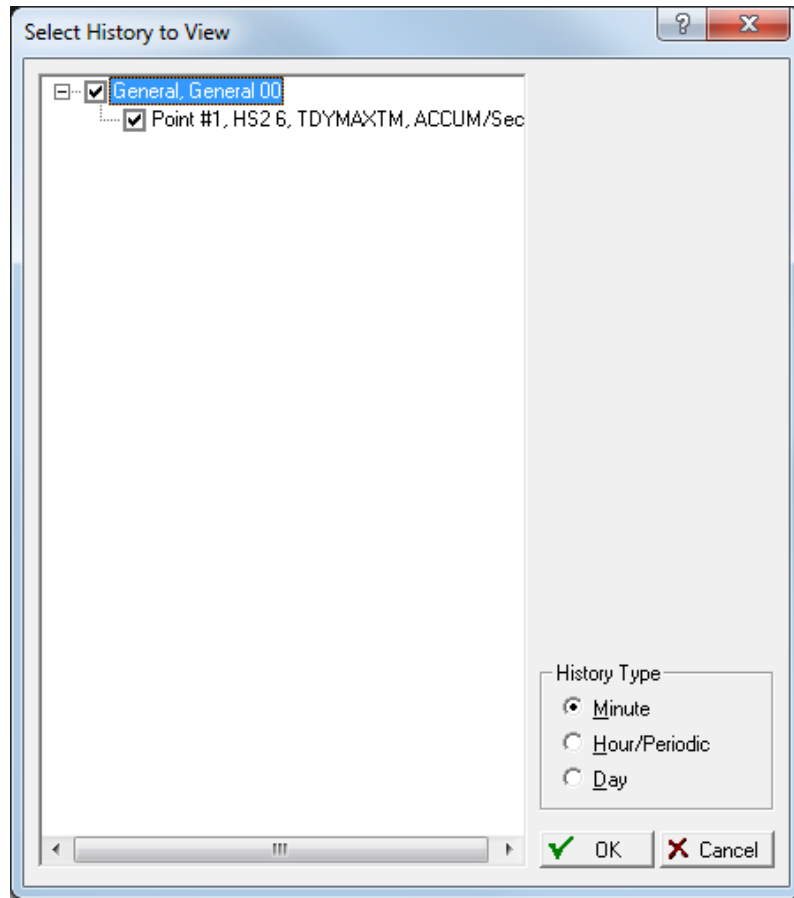 Select History to View
General, General 00
Point #1, HS2 6, TDYMAXTM, ACCUM/Sec
History Type
Minute
Hour/Periodic
Day
OK
Cancel